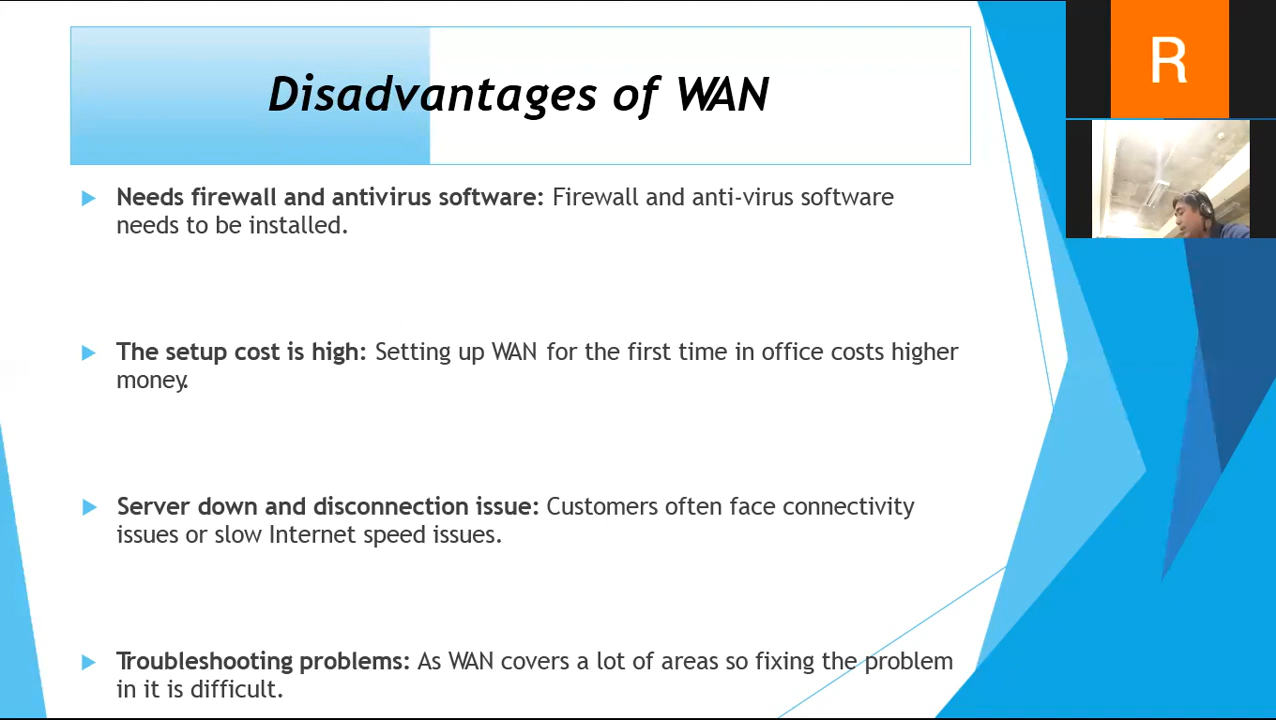 Disadvantages of WAN
R
Needs firewall and antivirus software: Firewall and anti-virus software
needs to be installed.
The setup cost is high: Setting up WAN for the first time in office costs higher
money.
Server down and disconnection issue: Customers often face connectivity
issues or slow Internet speed issues.
Troubleshooting problems: As WAN covers a lot of areas so fixing the problem
in it is difficult.